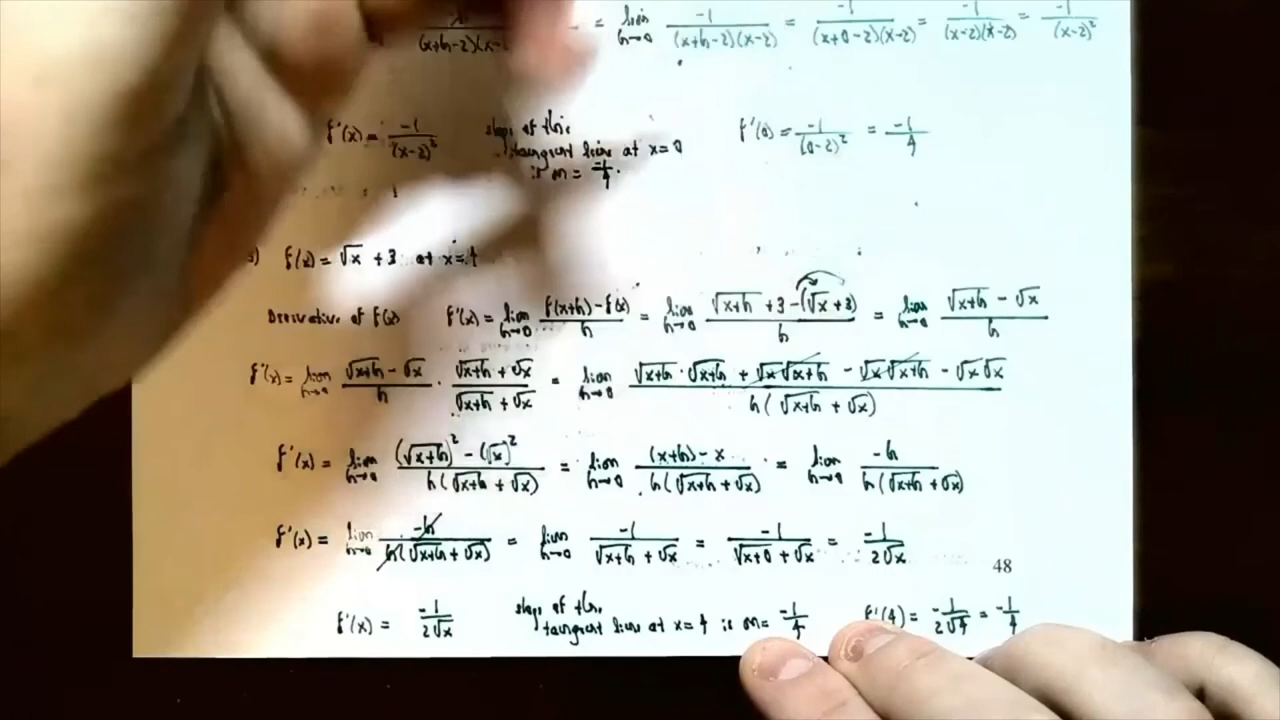 (x+h-2)(x-2 = lim h→0 -1/((x+h-2)(x-2)) = -1/((x+0-2)(x-2)) = -1/((x-2)(x-2)) = -1/(x-2)²
f'(x) = -1/(x-2)² slope of the tangent line at x=0 is m = -1/4. f'(0) = -1/(0-2)² = -1/4
f(x) = √x + 3 at x=4
Derivative of f(x) f'(x) = lim h→0 (f(x+h) - f(x))/h = lim h→0 (√(x+h) + 3 - (√x + 3))/h = lim h→0 (√(x+h) - √x)/h
f'(x) = lim h→0 (√(x+h) - √x)/h · (√(x+h) + √x)/(√(x+h) + √x) = lim h→0 (√(x+h) · √(x+h) + √x √(x+h) - √x √(x+h) - √x √x)/(h(√(x+h) + √x))
f'(x) = lim h→0 ((√(x+h))² - (√x)²)/(h(√(x+h) + √x)) = lim h→0 ((x+h) - x)/(h(√(x+h) + √x)) = lim h→0 -h/(h(√(x+h) + √x))
f'(x) = lim h→0 -h/(h(√(x+h) + √x)) = lim h→0 -1/(√(x+h) + √x) = -1/(√(x+0) + √x) = -1/(2√x)
48
f'(x) = -1/(2√x) slope of the tangent line at x=4 is m= -1/4 f'(4) = -1/(2√4) = -1/4